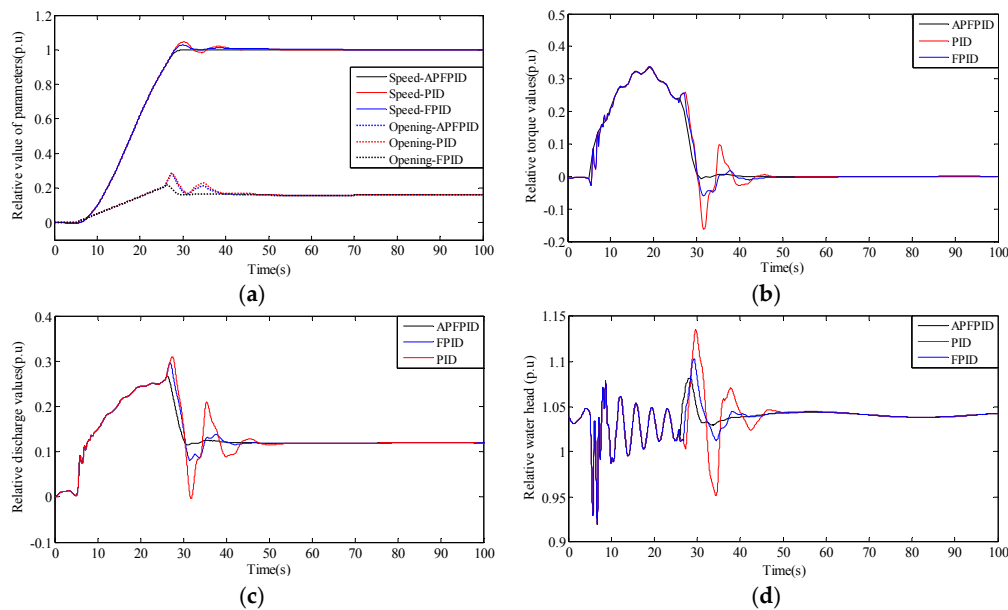 (a)
Relative value of parameters(p.u)
1.2
1
0.8
0.6
0.4
0.2
0
-0.1
Speed-APFPID
Speed-PID
Speed-FPID
Opening-APFPID
Opening-PID
Opening-FPID
0 10 20 30 40 50 60 70 80 90 100
Time(s)
(a)
Relative torque values(p.u)
0.5
0.4
0.3
0.2
0.1
0
-0.1
-0.2
APFPID
PID
FPID
0 10 20 30 40 50 60 70 80 90 100
Time(s)
(b)
Relative discharge values(p.u)
0.4
0.3
0.2
0.1
0
-0.1
APFPID
FPID
PID
0 10 20 30 40 50 60 70 80 90 100
Time(s)
(c)
Relative water head (p.u)
1.15
1.1
1.05
1
0.95
0.9
APFPID
PID
FPID
0 10 20 30 40 50 60 70 80 90 100
Time(s)
(d)